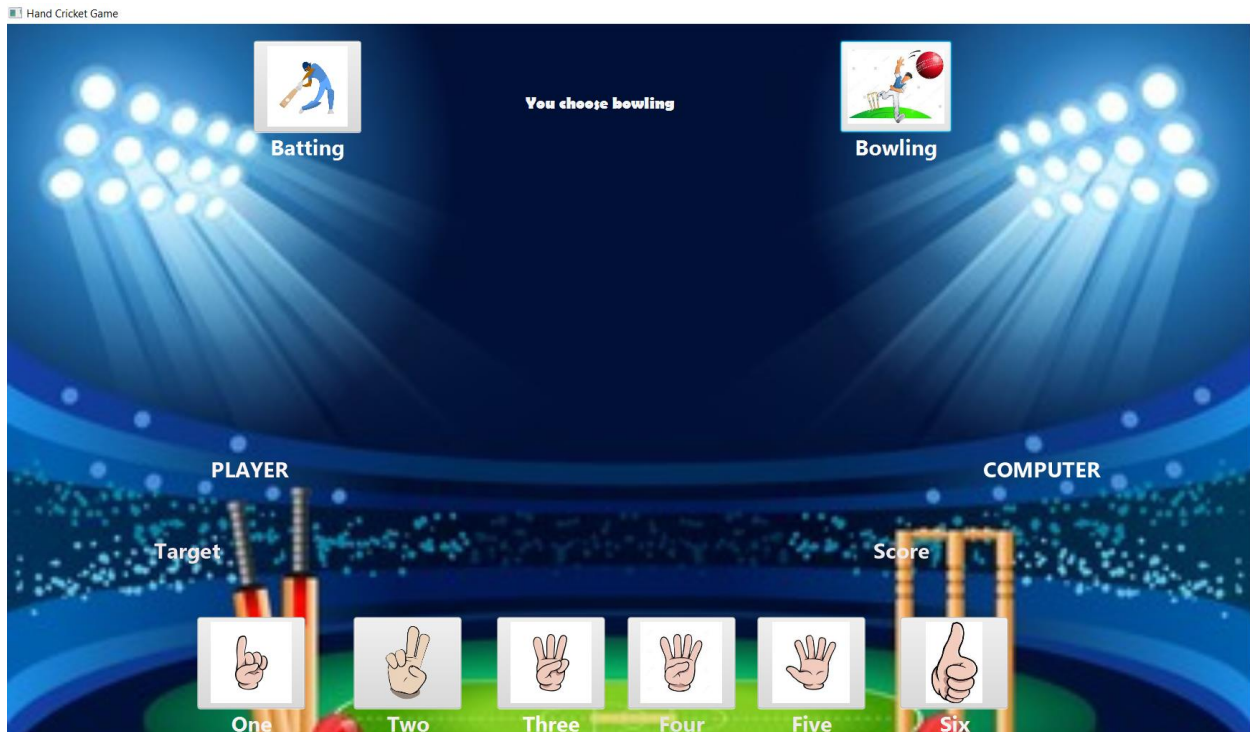 Hand Cricket Game
You choose bowling
Batting
Bowling
PLAYER
COMPUTER
Target
Score
One
Two
Three
Four
Five
Six